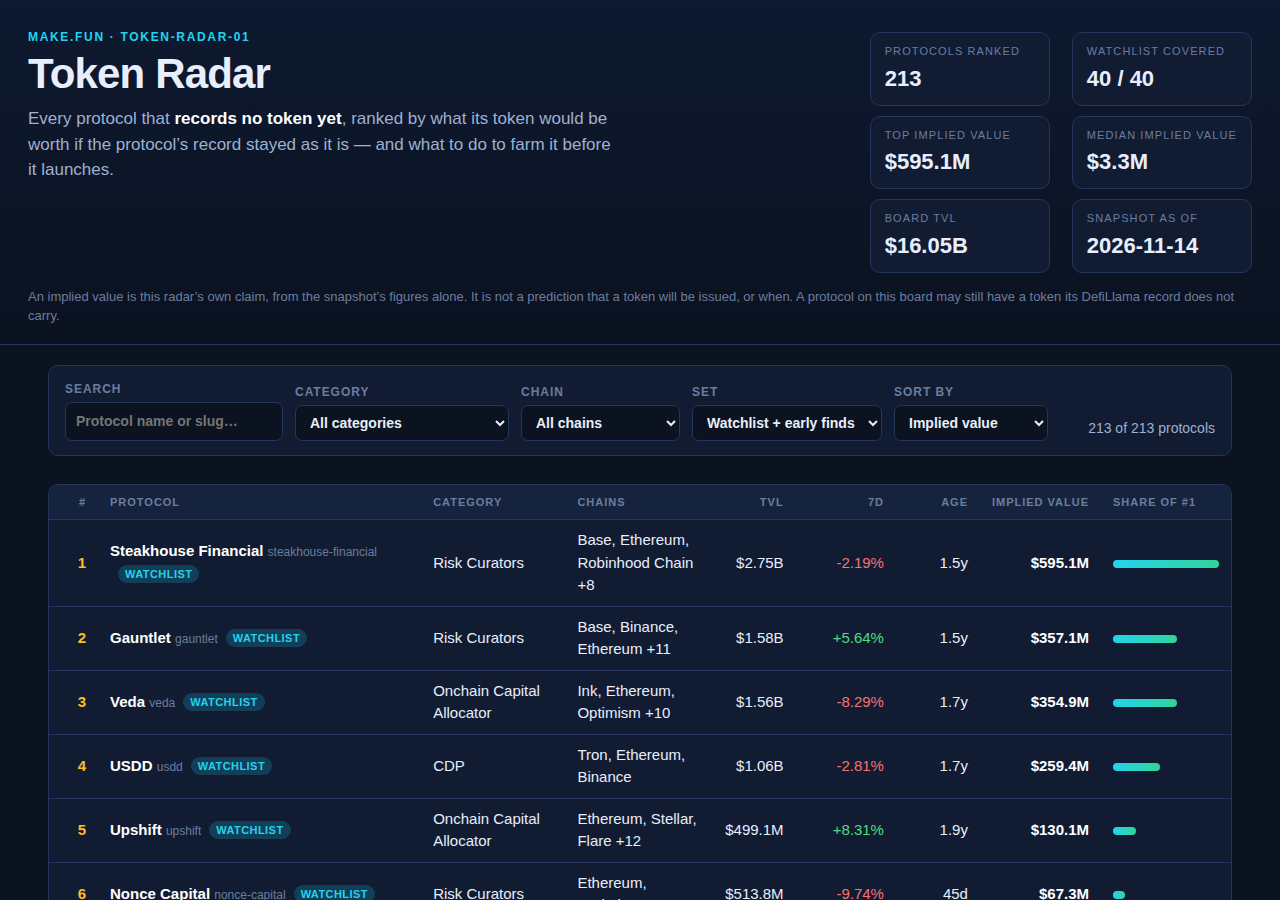 MAKE.FUN · TOKEN-RADAR-01
Token Radar
Every protocol that records no token yet, ranked by what its token would be
worth if the protocol’s record stayed as it is — and what to do to farm it before
it launches.
PROTOCOLS RANKED
213
WATCHLIST COVERED
40 / 40
TOP IMPLIED VALUE
$595.1M
MEDIAN IMPLIED VALUE
$3.3M
BOARD TVL
$16.05B
SNAPSHOT AS OF
2026-11-14
An implied value is this radar’s own claim, from the snapshot’s figures alone. It is not a prediction that a token will be issued, or when. A protocol on this board may still have a token its DefiLlama record does not
carry.
SEARCH
Protocol name or slug…
CATEGORY
All categories
CHAIN
All chains
SET
Watchlist + early finds
SORT BY
Implied value
213 of 213 protocols
# PROTOCOL CATEGORY CHAINS TVL 7D AGE IMPLIED VALUE SHARE OF #1
1 Steakhouse Financial steakhouse-financial WATCHLIST Risk Curators Base, Ethereum, Robinhood Chain +8 $2.75B -2.19% 1.5y $595.1M
2 Gauntlet gauntlet WATCHLIST Risk Curators Base, Binance, Ethereum +11 $1.58B +5.64% 1.5y $357.1M
3 Veda veda WATCHLIST Onchain Capital Allocator Ink, Ethereum, Optimism +10 $1.56B -8.29% 1.7y $354.9M
4 USDD usdd WATCHLIST CDP Tron, Ethereum, Binance $1.06B -2.81% 1.7y $259.4M
5 Upshift upshift WATCHLIST Onchain Capital Allocator Ethereum, Stellar, Flare +12 $499.1M +8.31% 1.9y $130.1M
6 Nonce Capital nonce-capital WATCHLIST Risk Curators Ethereum, $513.8M -9.74% 45d $67.3M